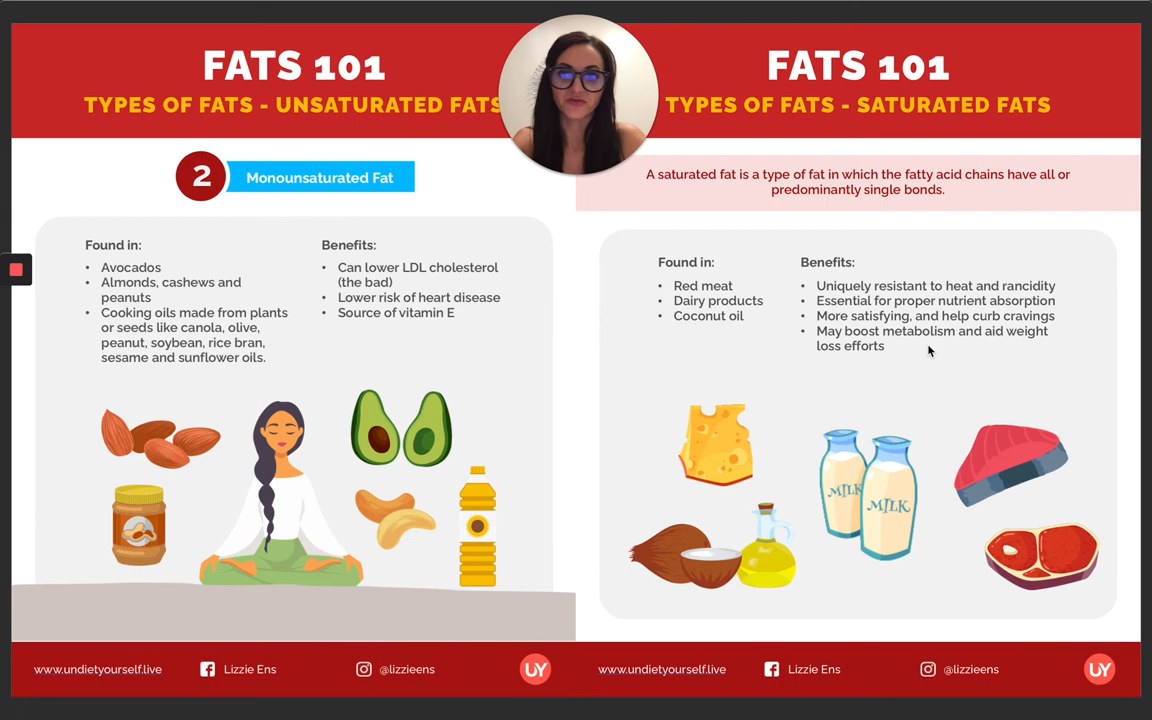 FATS 101
TYPES OF FATS - UNSATURATED FATS
2
Monounsaturated Fat
Found in:
• Avocados
• Almonds, cashews and
peanuts
• Cooking oils made from plants
or seeds like canola, olive,
peanut, soybean, rice bran,
sesame and sunflower oils.
Benefits:
• Can lower LDL cholesterol
(the bad)
• Lower risk of heart disease
• Source of vitamin E
www.undietyourself.live
Lizzie Ens
@lizzieens
UY
FATS 101
TYPES OF FATS - SATURATED FATS
A saturated fat is a type of fat in which the fatty acid chains have all or
predominantly single bonds.
Found in:
• Red meat
• Dairy products
• Coconut oil
Benefits:
• Uniquely resistant to heat and rancidity
• Essential for proper nutrient absorption
• More satisfying, and help curb cravings
• May boost metabolism and aid weight
loss efforts
MILK
MILK
www.undietyourself.live
Lizzie Ens
@lizzieens
UY